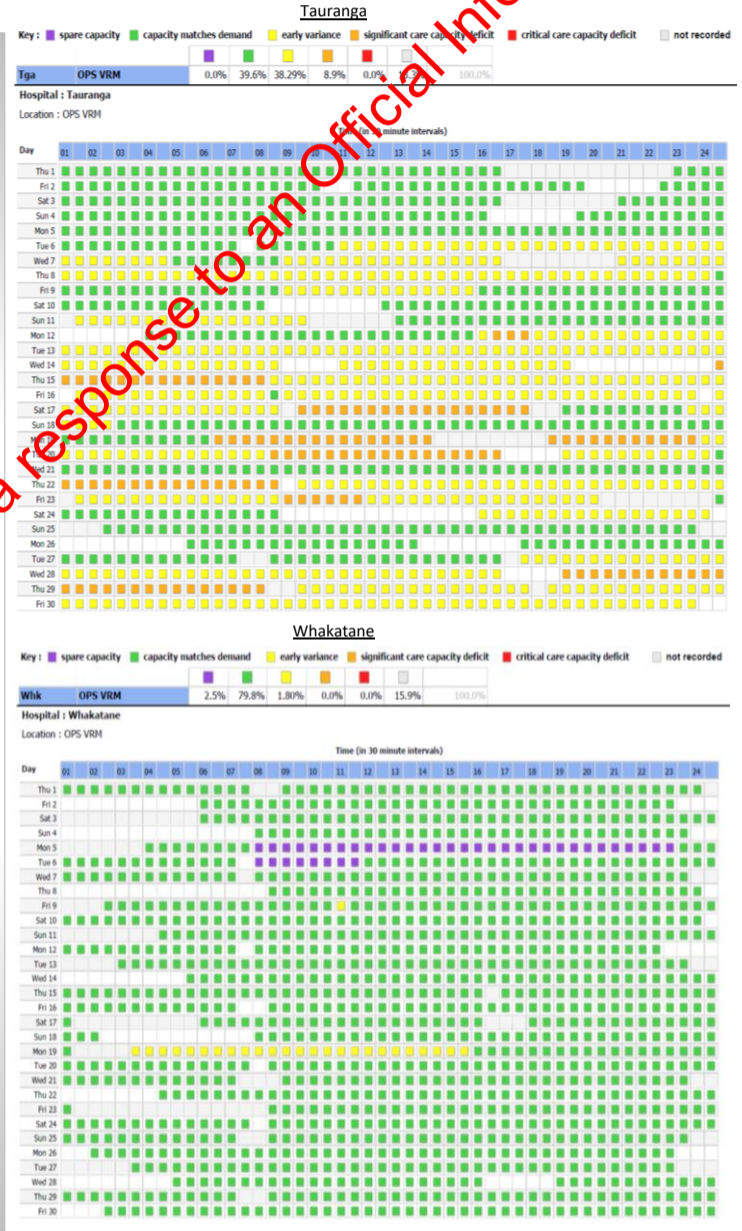 Tauranga
Key : spare capacity capacity matches demand early variance significant care capacity deficit critical care capacity deficit not recorded
Tga OPS VRM 0.0% 39.6% 38.29% 8.9% 0.0% 100.0%
Hospital : Tauranga
Location : OPS VRM
minute intervals)
Day 01 02 03 04 05 06 07 08 09 10 11 12 13 14 15 16 17 18 19 20 21 22 23 24
Thu 1
Fri 2
Sat 3
Sun 4
Mon 5
Tue 6
Wed 7
Thu 8
Fri 9
Sat 10
Sun 11
Mon 12
Tue 13
Wed 14
Thu 15
Fri 16
Sat 17
Sun 18
Wed 21
Thu 22
Fri 23
Sat 24
Sun 25
Mon 26
Tue 27
Wed 28
Thu 29
Fri 30
a response to an Official Info
Whakatane
Key : spare capacity capacity matches demand early variance significant care capacity deficit critical care capacity deficit not recorded
Whk OPS VRM 2.5% 79.8% 1.80% 0.0% 0.0% 15.9% 100.0%
Hospital : Whakatane
Location : OPS VRM
Time (in 30 minute intervals)
Day 01 02 03 04 05 06 07 08 09 10 11 12 13 14 15 16 17 18 19 20 21 22 23 24
Thu 1
Fri 2
Sat 3
Sun 4
Mon 5
Tue 6
Wed 7
Thu 8
Fri 9
Sat 10
Sun 11
Mon 12
Tue 13
Wed 14
Thu 15
Fri 16
Sat 17
Sun 18
Mon 19
Tue 20
Wed 21
Thu 22
Fri 23
Sat 24
Sun 25
Mon 26
Tue 27
Wed 28
Thu 29
Fri 30